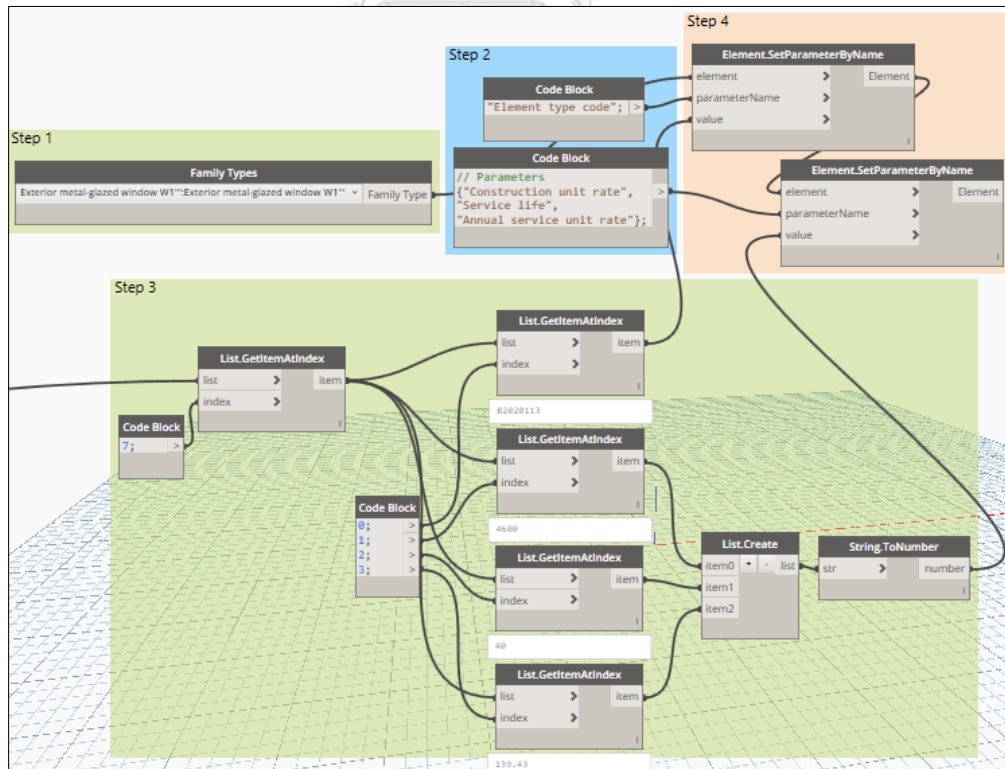 Step 1
Family Types
Exterior metal-glazed window W1"":Exterior metal-glazed window W1""
Family Type
Step 2
Code Block
"Element type code"; >
Code Block
// Parameters
{"Construction unit rate",
"Service life",
"Annual service unit rate"};
>
Step 4
Element.SetParameterByName
element > Element
parameterName >
value >
Element.SetParameterByName
element > Element
parameterName >
value >
Step 3
List.GetItemAtIndex
list > item
index >
Code Block
7; >
Code Block
0; >
1; >
2; >
3; >
List.GetItemAtIndex
list > item
index >
02020113
List.GetItemAtIndex
list > item
index >
4600
List.GetItemAtIndex
list > item
index >
40
List.GetItemAtIndex
list > item
index >
139.43
List.Create
item0 + - list
item1
item2
String.ToNumber
str > number